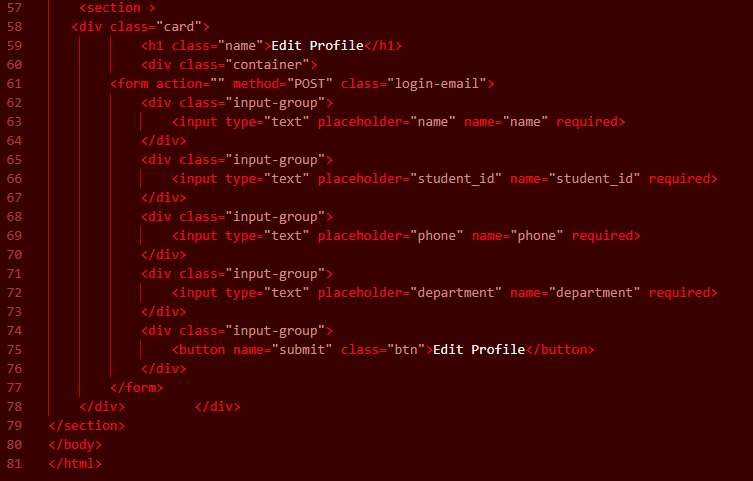 57 <section >
58 <div class="card">
59 <h1 class="name">Edit Profile</h1>
60 <div class="container">
61 <form action="" method="POST" class="login-email">
62 <div class="input-group">
63 <input type="text" placeholder="name" name="name" required>
64 </div>
65 <div class="input-group">
66 <input type="text" placeholder="student_id" name="student_id" required>
67 </div>
68 <div class="input-group">
69 <input type="text" placeholder="phone" name="phone" required>
70 </div>
71 <div class="input-group">
72 <input type="text" placeholder="department" name="department" required>
73 </div>
74 <div class="input-group">
75 <button name="submit" class="btn">Edit Profile</button>
76 </div>
77 </form>
78 </div> </div>
79 </section>
80 </body>
81 </html>